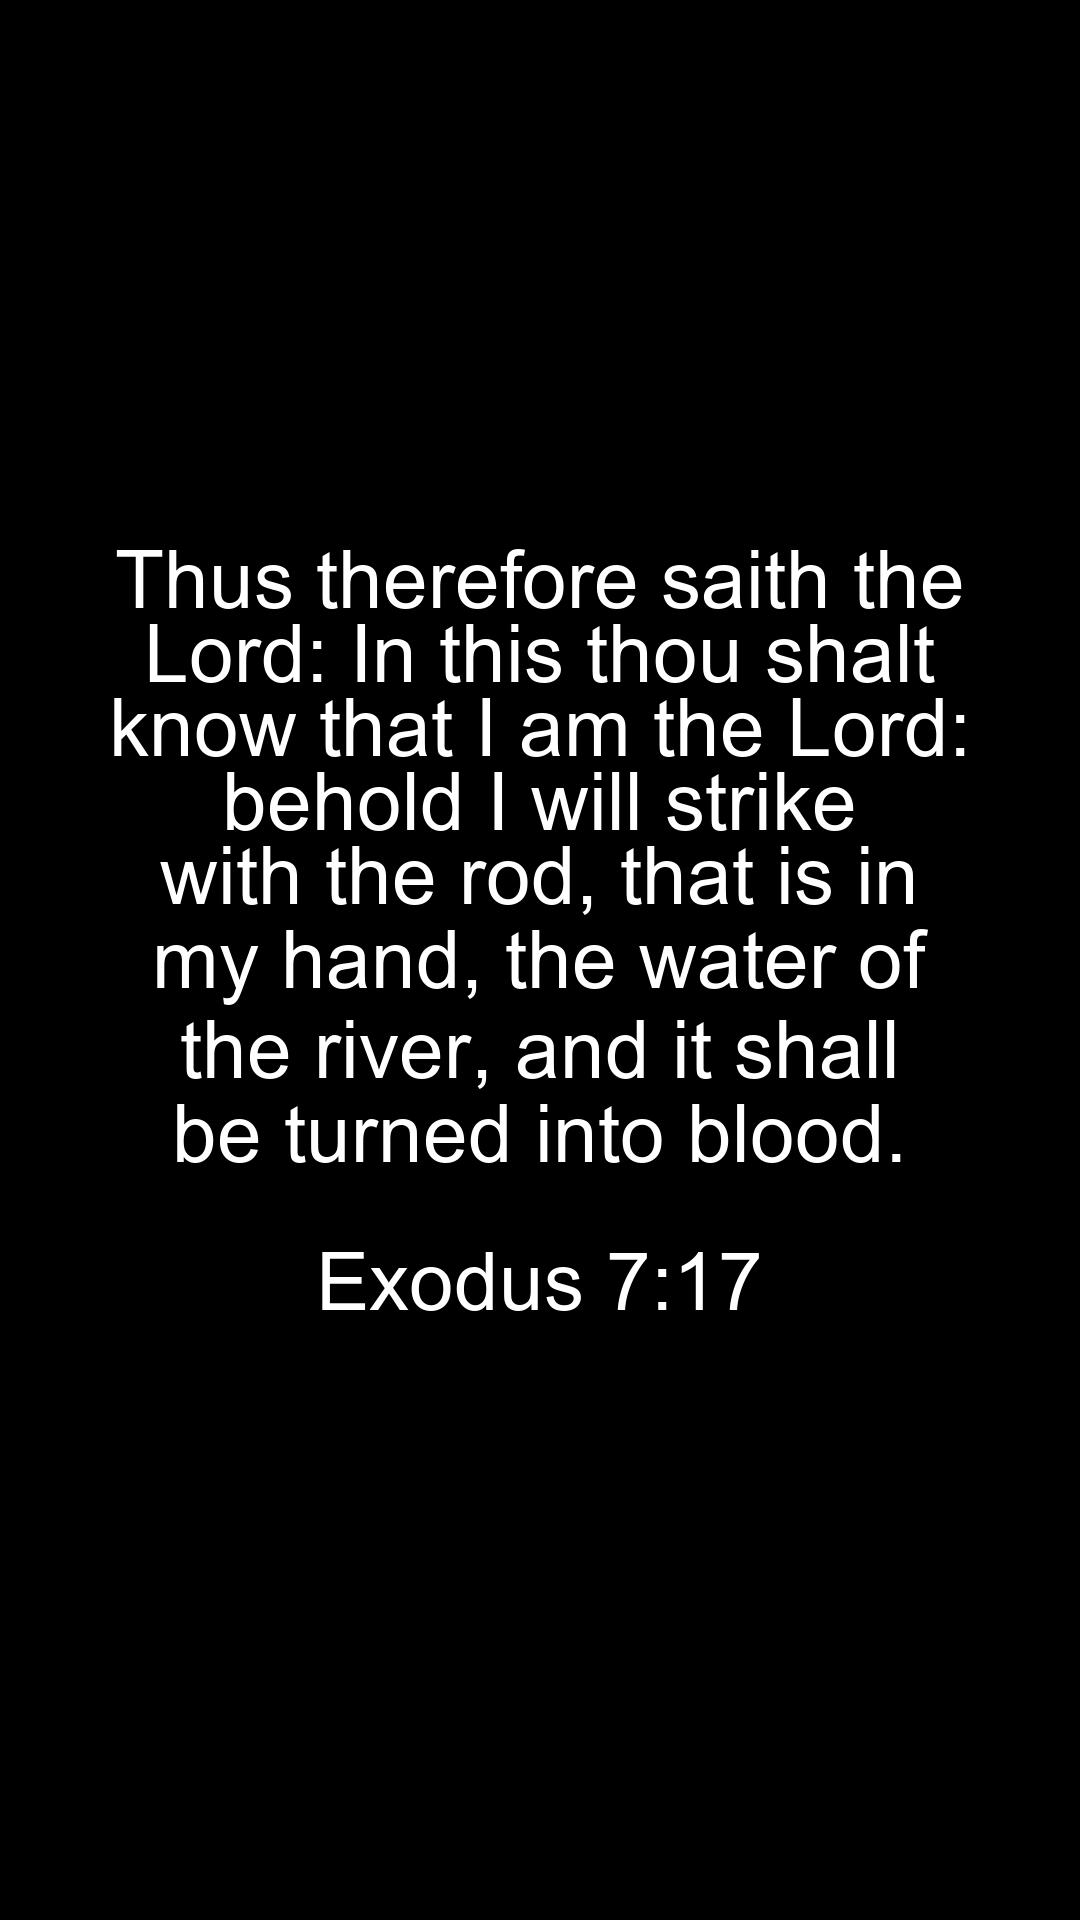 Thus therefore saith the
Lord: In this thou shalt
know that I am the Lord:
behold I will strike
with the rod, that is in
my hand, the water of
the river, and it shall
be turned into blood.
Exodus 7:17